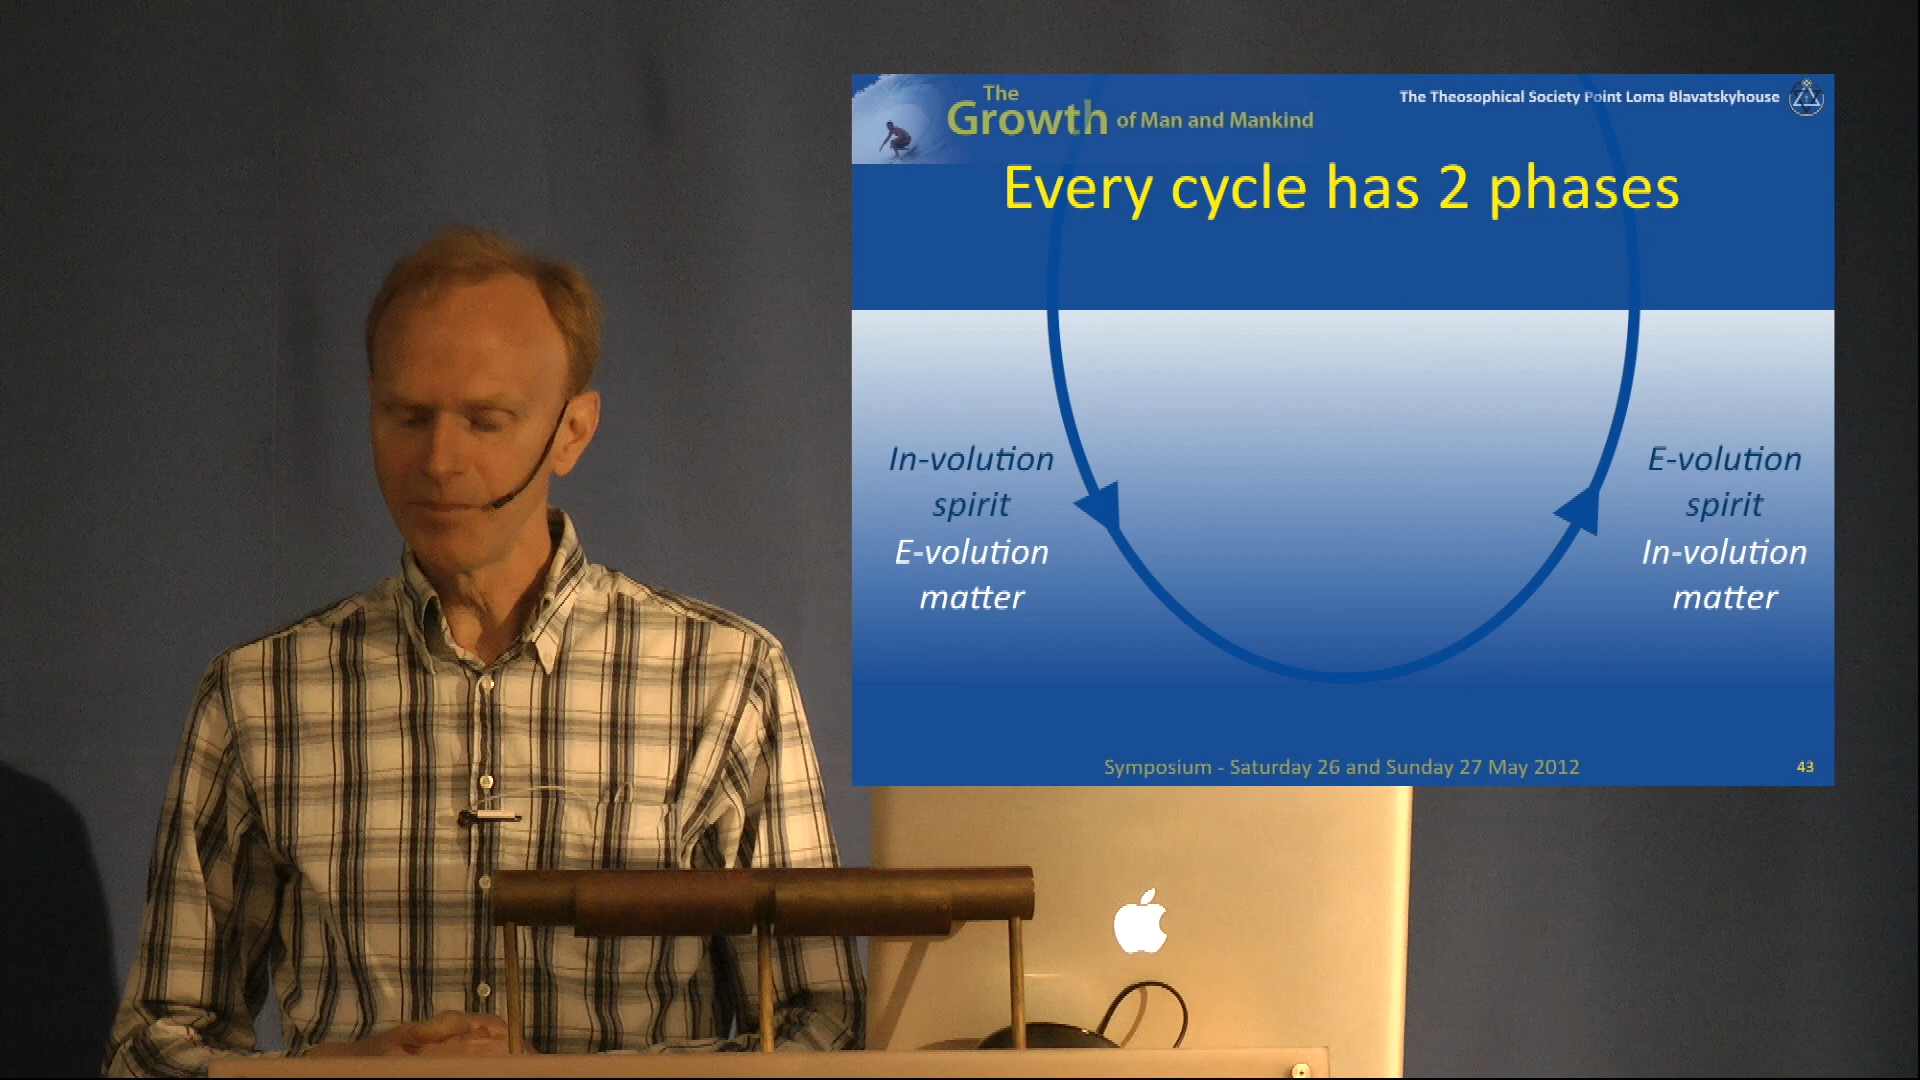 The
Growth of Man and Mankind
The Theosophical Society Point Loma Blavatskyhouse
Every cycle has 2 phases
In-volution
spirit
E-volution
matter
E-volution
spirit
In-volution
matter
Symposium - Saturday 26 and Sunday 27 May 2012
43